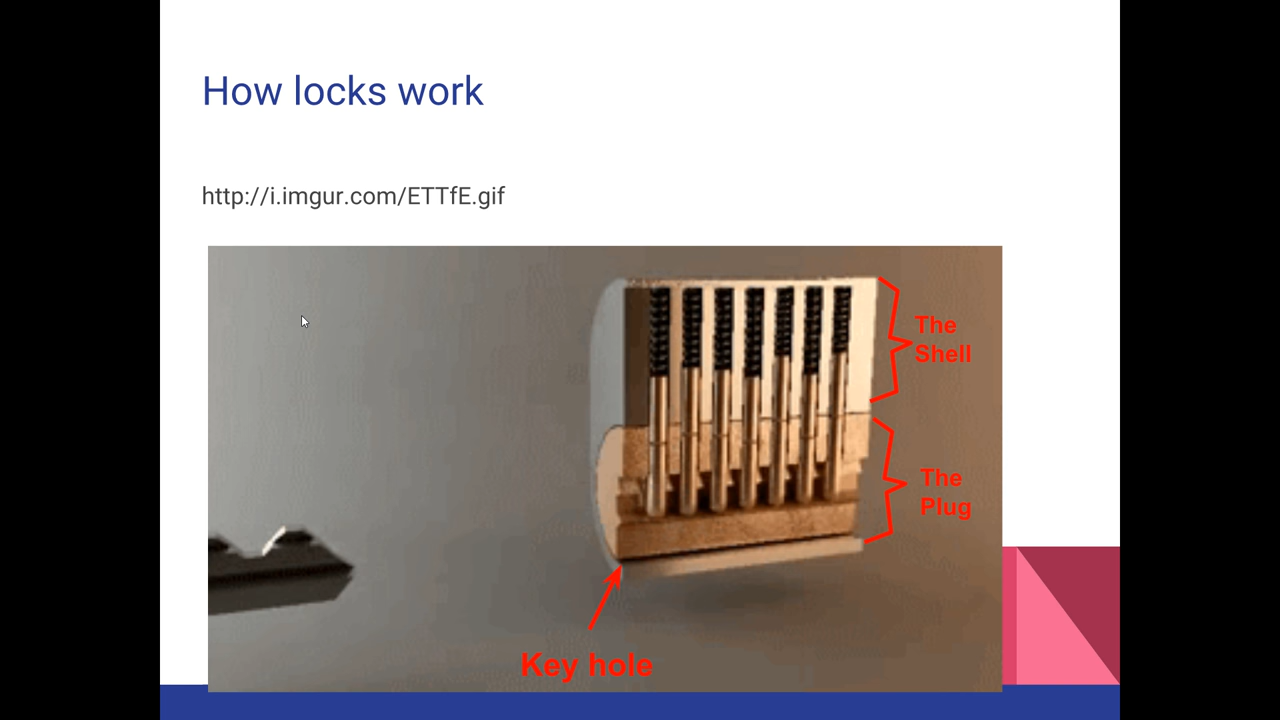 How locks work
http://i.imgur.com/ETTfE.gif
The
Shell
The
Plug
Key hole